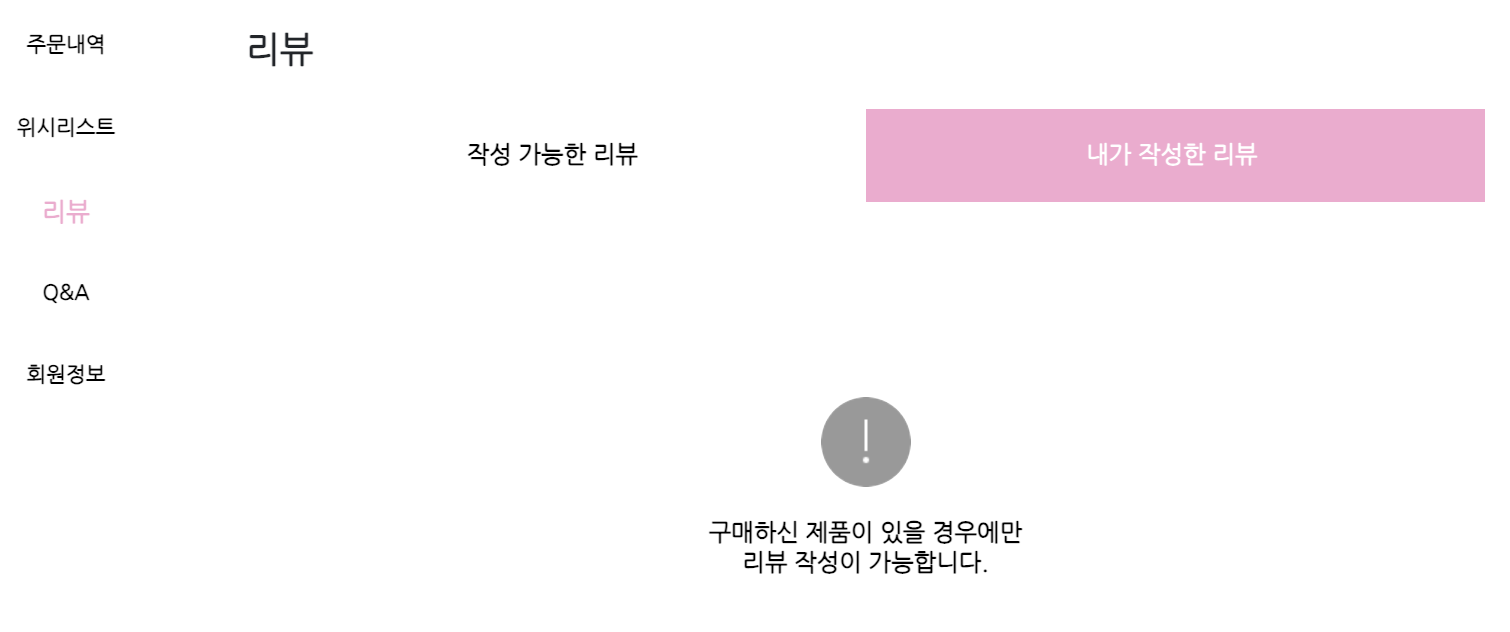 주문내역
위시리스트
리뷰
Q&A
회원정보
리뷰
작성 가능한 리뷰
내가 작성한 리뷰
구매하신 제품이 있을 경우에만
리뷰 작성이 가능합니다.